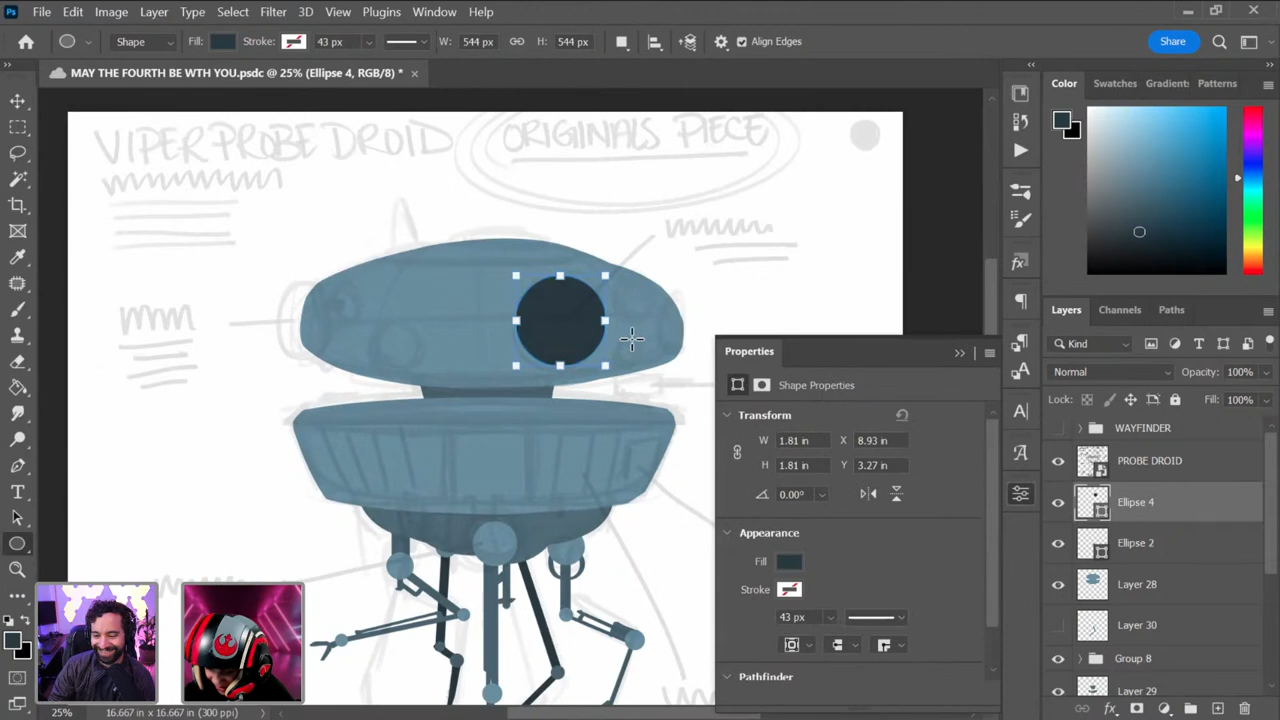 Ps File Edit Image Layer Type Select Filter 3D View Plugins Window Help
Shape Fill: Stroke: 43 px W: 544 px H: 544 px Align Edges Share
MAY THE FOURTH BE WTH YOU.psdc @ 25% (Ellipse 4, RGB/8) *
VIPER PROBE DROID
ORIGINALS PIECE
Properties
Shape Properties
Transform
W 1.81 in X 8.93 in
H 1.81 in Y 3.27 in
0.00°
Appearance
Fill
Stroke
43 px
Pathfinder
Color Swatches Gradient: Patterns
Layers Channels Paths
Kind
Normal Opacity: 100%
Lock: Fill: 100%
WAYFINDER
PROBE DROID
Ellipse 4
Ellipse 2
Layer 28
Layer 30
Group 8
Layer 29
25% 16.667 in x 16.667 in (300 ppi)